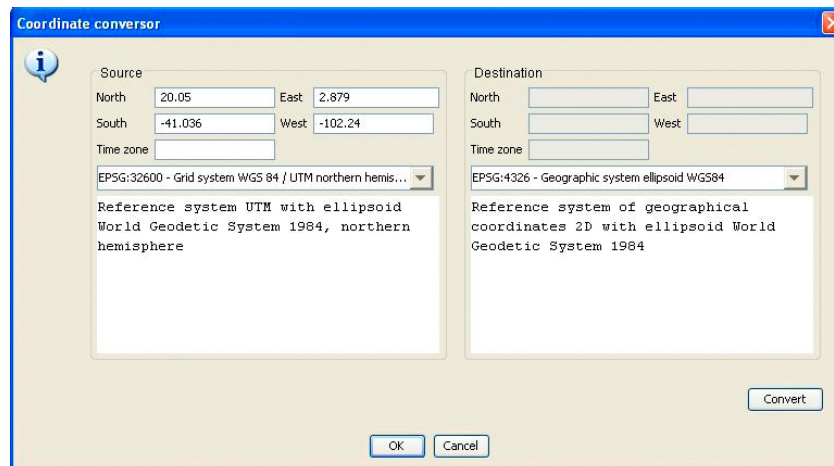 Coordinate conversor
Source
North 20.05 East 2.879
South -41.036 West -102.24
Time zone
EPSG:32600 - Grid system WGS 84 / UTM northern hemis...
Reference system UTM with ellipsoid
World Geodetic System 1984, northern
hemisphere
Destination
North East
South West
Time zone
EPSG:4326 - Geographic system ellipsoid WGS84
Reference system of geographical
coordinates 2D with ellipsoid World
Geodetic System 1984
Convert
OK Cancel